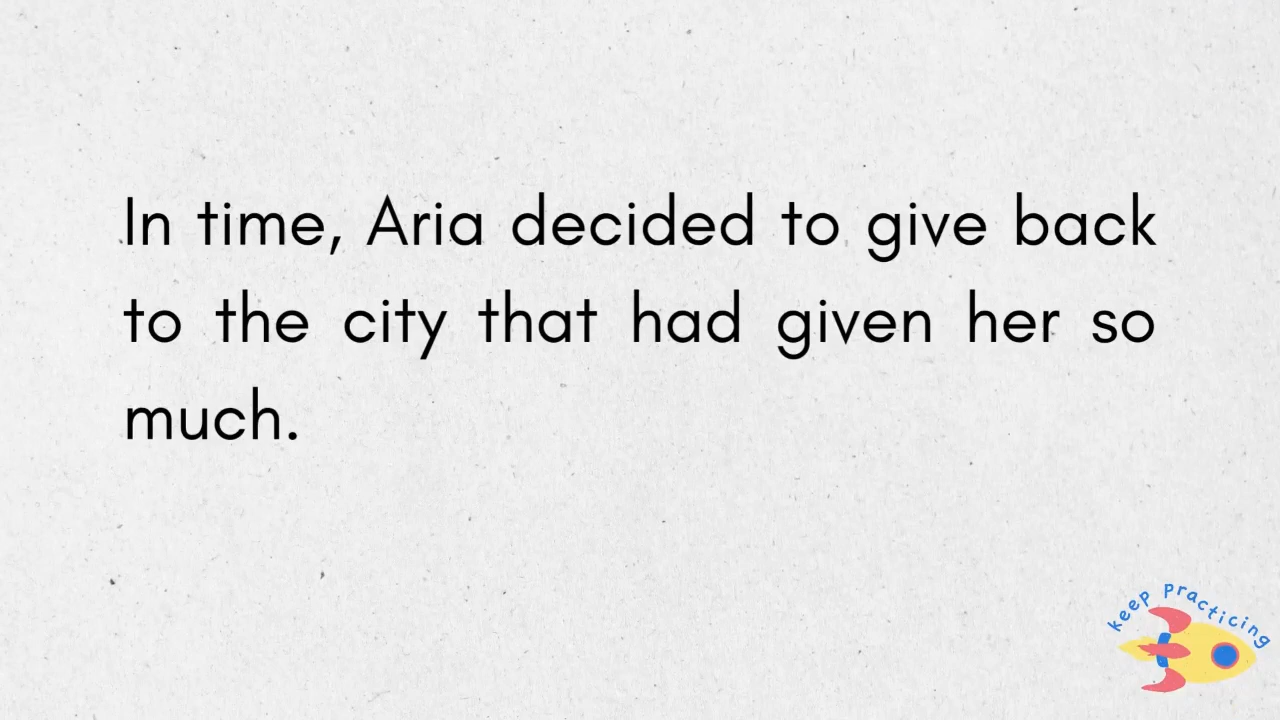 In time, Aria decided to give back
to the city that had given her so
much.
keep practicing